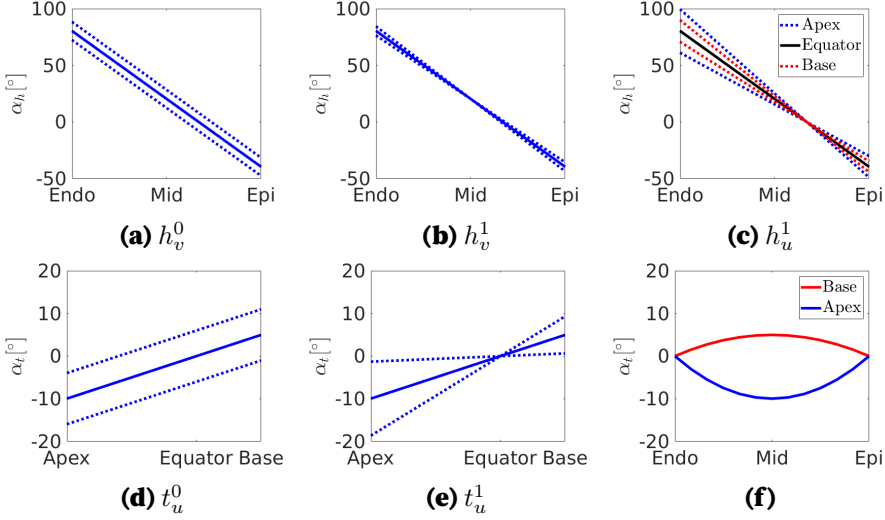 100
50
0
-50
α_h[°]
Endo Mid Epi
(a) h_v^0
100
50
0
-50
α_h[°]
Endo Mid Epi
(b) h_v^1
100
50
0
-50
α_h[°]
Apex
Equator
Base
Endo Mid Epi
(c) h_u^1
20
10
0
-10
-20
α_t[°]
Apex Equator Base
(d) t_u^0
20
10
0
-10
-20
α_t[°]
Apex Equator Base
(e) t_u^1
20
10
0
-10
-20
α_t[°]
Base
Apex
Endo Mid Epi
(f)